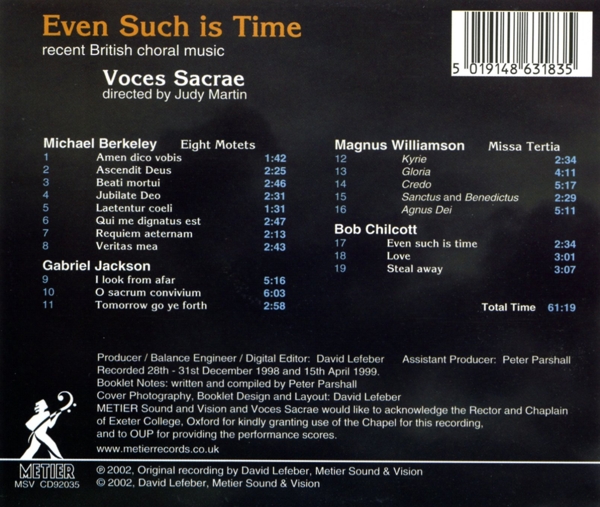 Even Such is Time
recent British choral music
Voces Sacrae
directed by Judy Martin
5 019148 631835
Michael Berkeley Eight Motets
1 Amen dico vobis 1:42
2 Ascendit Deus 2:25
3 Beati mortui 2:46
4 Jubilate Deo 2:31
5 Laetentur coeli 1:31
6 Qui me dignatus est 2:47
7 Requiem aeternam 2:13
8 Veritas mea 2:43
Gabriel Jackson
9 I look from afar 5:16
10 O sacrum convivium 6:03
11 Tomorrow go ye forth 2:58
Magnus Williamson Missa Tertia
12 Kyrie 2:34
13 Gloria 4:11
14 Credo 5:17
15 Sanctus and Benedictus 2:29
16 Agnus Dei 5:11
Bob Chilcott
17 Even such is time 2:34
18 Love 3:01
19 Steal away 3:07
Total Time 61:19
Producer / Balance Engineer / Digital Editor: David Lefeber Assistant Producer: Peter Parshall
Recorded 28th - 31st December 1998 and 15th April 1999.
Booklet Notes: written and compiled by Peter Parshall
Cover Photography, Booklet Design and Layout: David Lefeber
METIER Sound and Vision and Voces Sacrae would like to acknowledge the Rector and Chaplain
of Exeter College, Oxford for kindly granting use of the Chapel for this recording,
and to OUP for providing the performance scores.
www.metierrecords.co.uk
METIER
MSV CD92035
℗ 2002, Original recording by David Lefeber, Metier Sound & Vision
© 2002, David Lefeber, Metier Sound & Vision